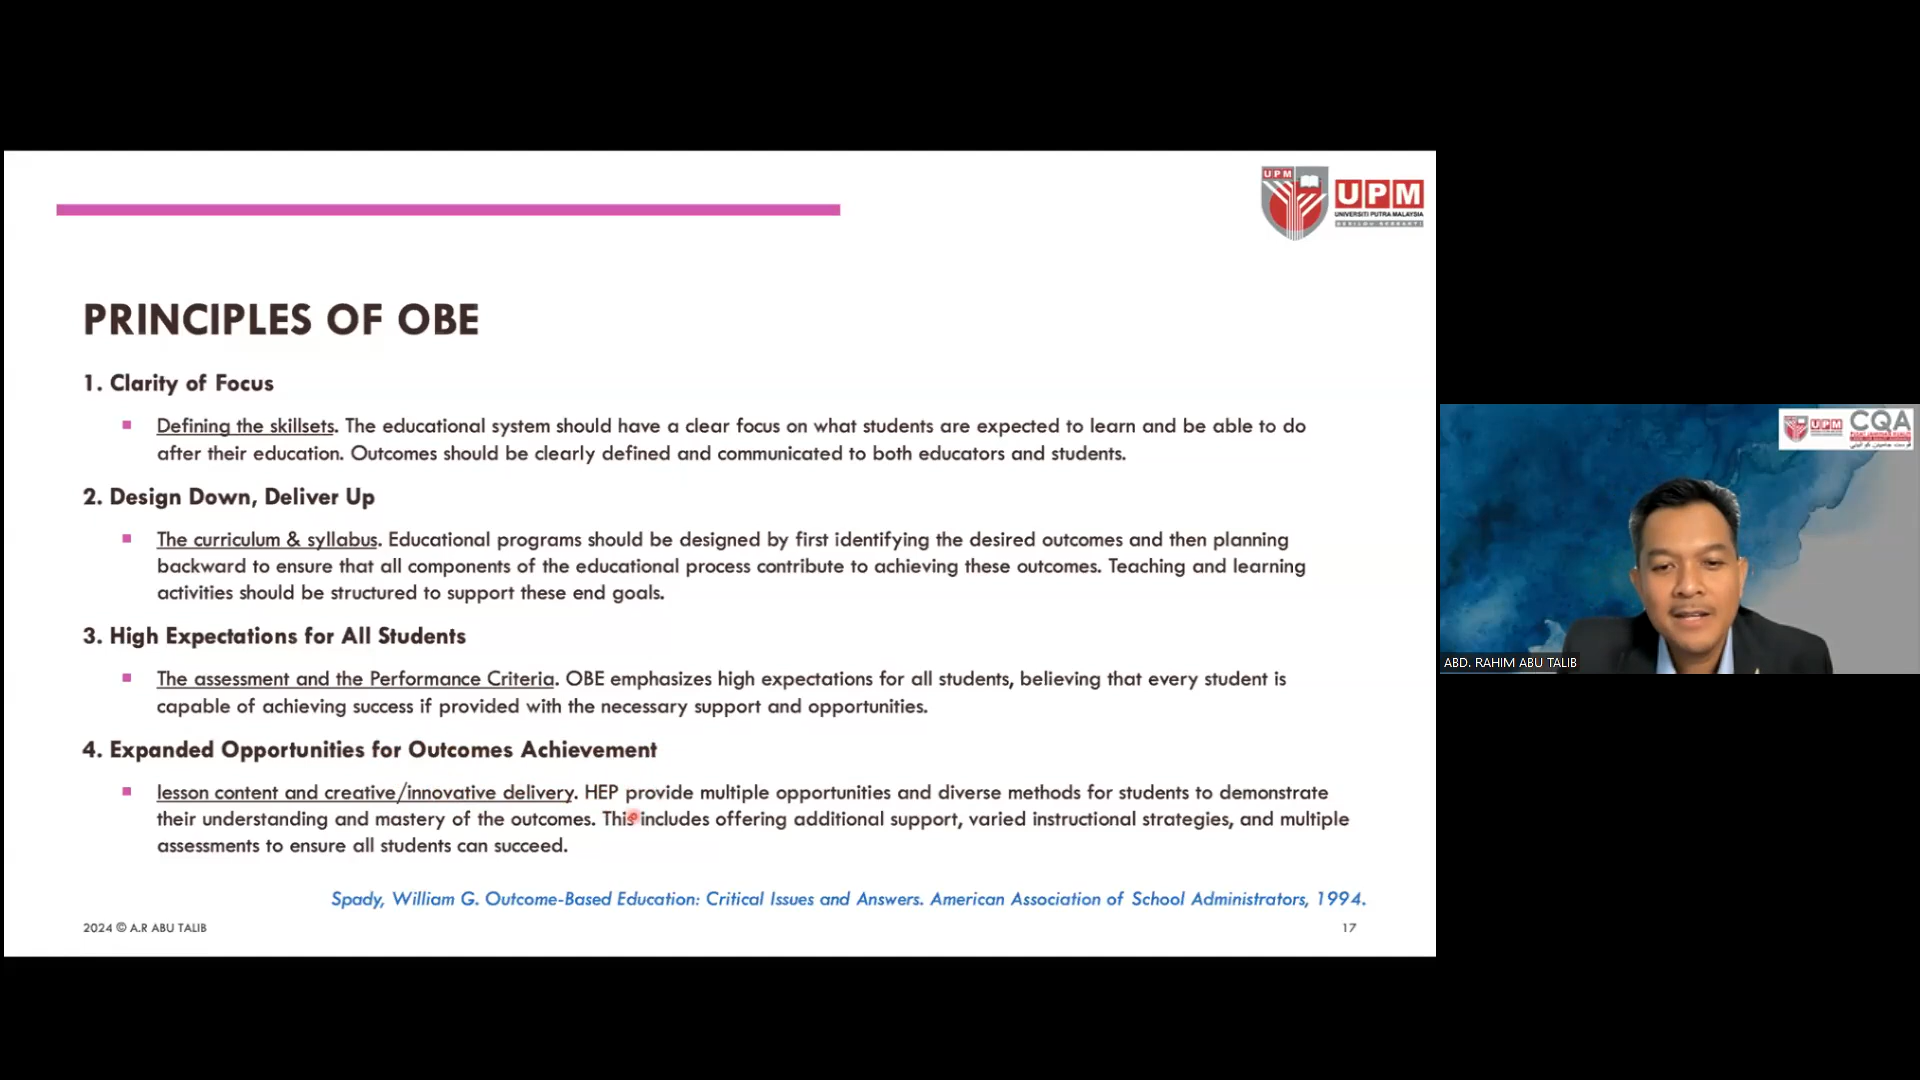 UPM
UPM
UNIVERSITI PUTRA MALAYSIA
BERILMU BERBAKTI
PRINCIPLES OF OBE
1. Clarity of Focus
Defining the skillsets. The educational system should have a clear focus on what students are expected to learn and be able to do
after their education. Outcomes should be clearly defined and communicated to both educators and students.
2. Design Down, Deliver Up
The curriculum & syllabus. Educational programs should be designed by first identifying the desired outcomes and then planning
backward to ensure that all components of the educational process contribute to achieving these outcomes. Teaching and learning
activities should be structured to support these end goals.
3. High Expectations for All Students
The assessment and the Performance Criteria. OBE emphasizes high expectations for all students, believing that every student is
capable of achieving success if provided with the necessary support and opportunities.
4. Expanded Opportunities for Outcomes Achievement
lesson content and creative/innovative delivery. HEP provide multiple opportunities and diverse methods for students to demonstrate
their understanding and mastery of the outcomes. This includes offering additional support, varied instructional strategies, and multiple
assessments to ensure all students can succeed.
Spady, William G. Outcome-Based Education: Critical Issues and Answers. American Association of School Administrators, 1994.
2024 © A.R ABU TALIB
17
UPM
CQA
ABD. RAHIM ABU TALIB